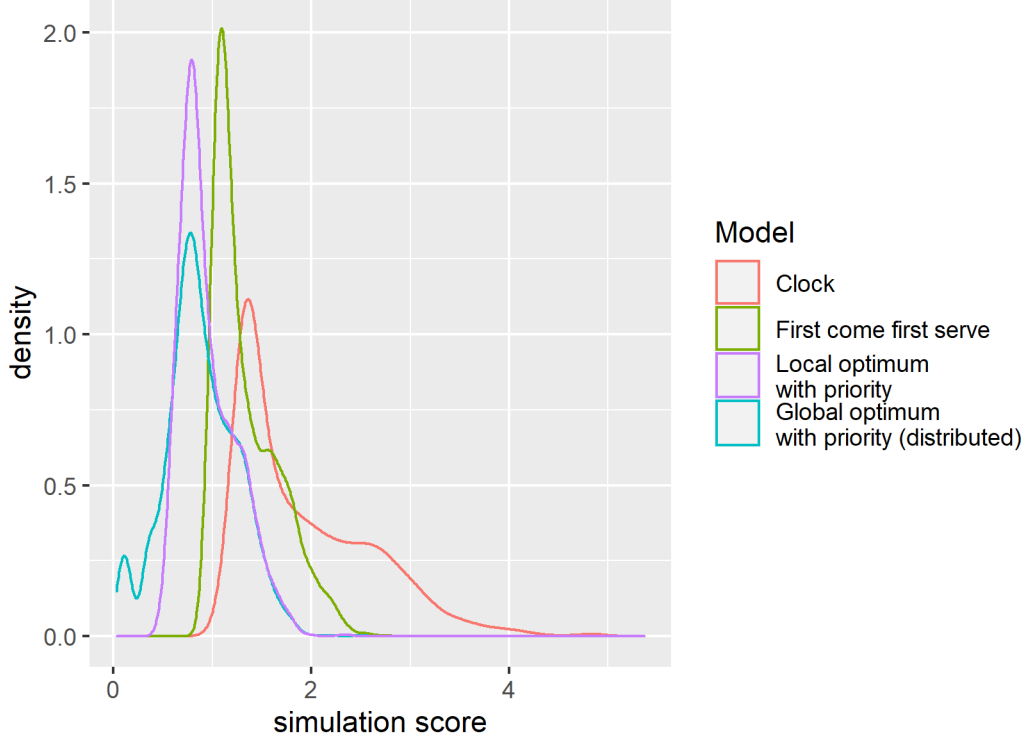 2.0
1.5
1.0
0.5
0.0
density
0
2
4
simulation score
Model
Clock
First come first serve
Local optimum
with priority
Global optimum
with priority (distributed)